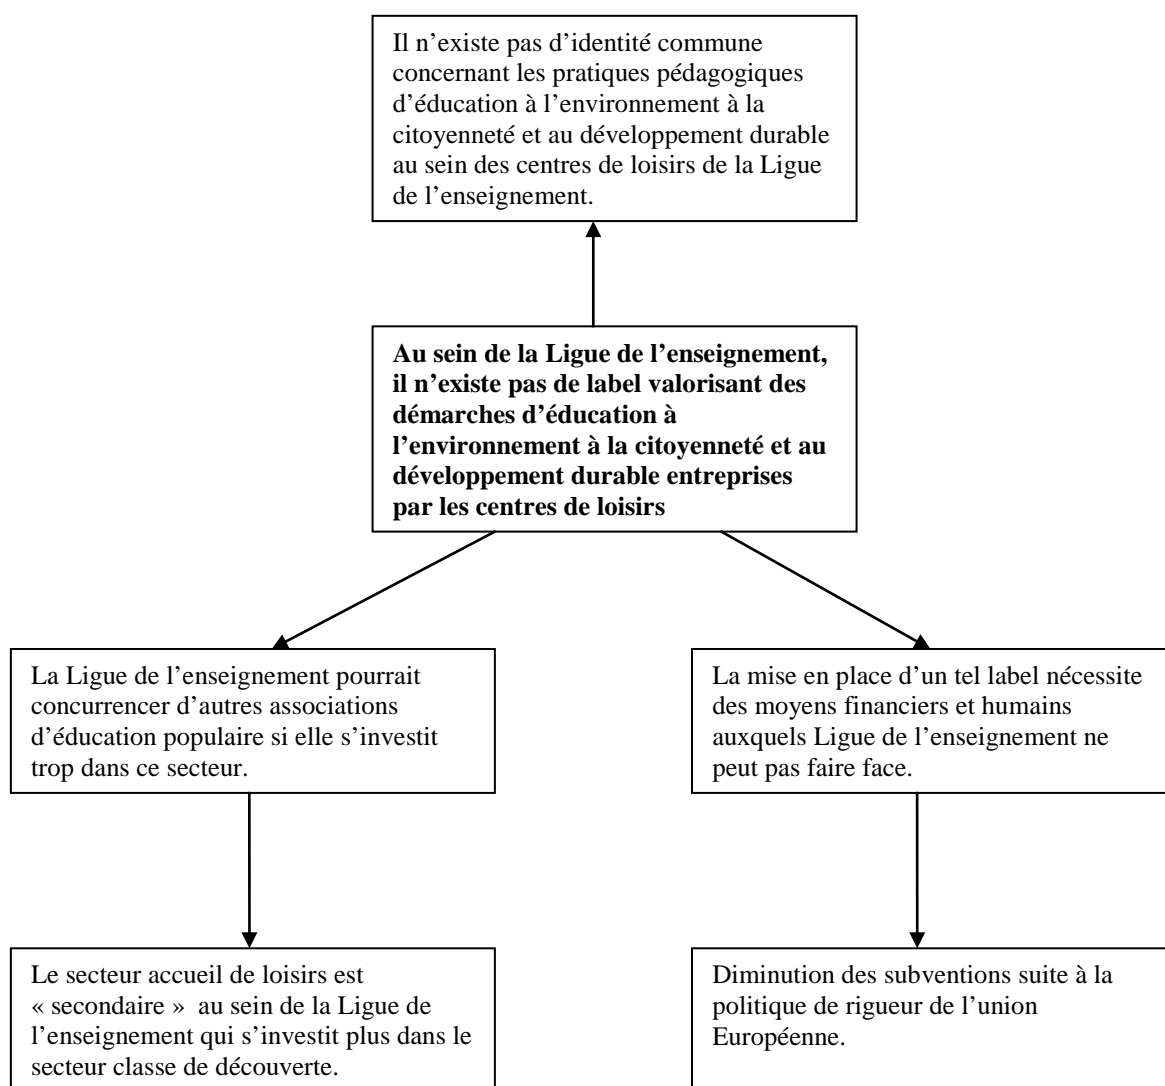 Il n’existe pas d’identité commune
concernant les pratiques pédagogiques
d’éducation à l’environnement à la
citoyenneté et au développement durable
au sein des centres de loisirs de la Ligue
de l’enseignement.
Au sein de la Ligue de l’enseignement,
il n’existe pas de label valorisant des
démarches d’éducation à
l’environnement à la citoyenneté et au
développement durable entreprises
par les centres de loisirs
La Ligue de l’enseignement pourrait
concurrencer d’autres associations
d’éducation populaire si elle s’investit
trop dans ce secteur.
La mise en place d’un tel label nécessite
des moyens financiers et humains
auxquels Ligue de l’enseignement ne
peut pas faire face.
Le secteur accueil de loisirs est
« secondaire » au sein de la Ligue de
l’enseignement qui s’investit plus dans le
secteur classe de découverte.
Diminution des subventions suite à la
politique de rigueur de l’union
Européenne.